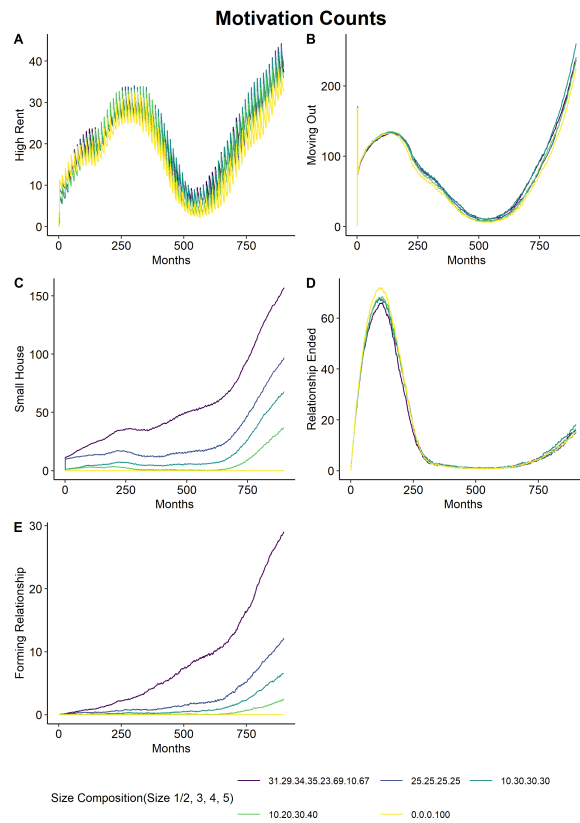 Motivation Counts
A
High Rent
40
30
20
10
0
0 250 500 750
Months
B
Moving Out
200
100
0
0 250 500 750
Months
C
Small House
150
100
50
0
0 250 500 750
Months
D
Relationship Ended
60
40
20
0
0 250 500 750
Months
E
Forming Relationship
30
20
10
0
0 250 500 750
Months
Size Composition(Size 1/2, 3, 4, 5)
31.29.34.35.23.69.10.67 25.25.25.25 10.30.30.30
10.20.30.40 0.0.0.100